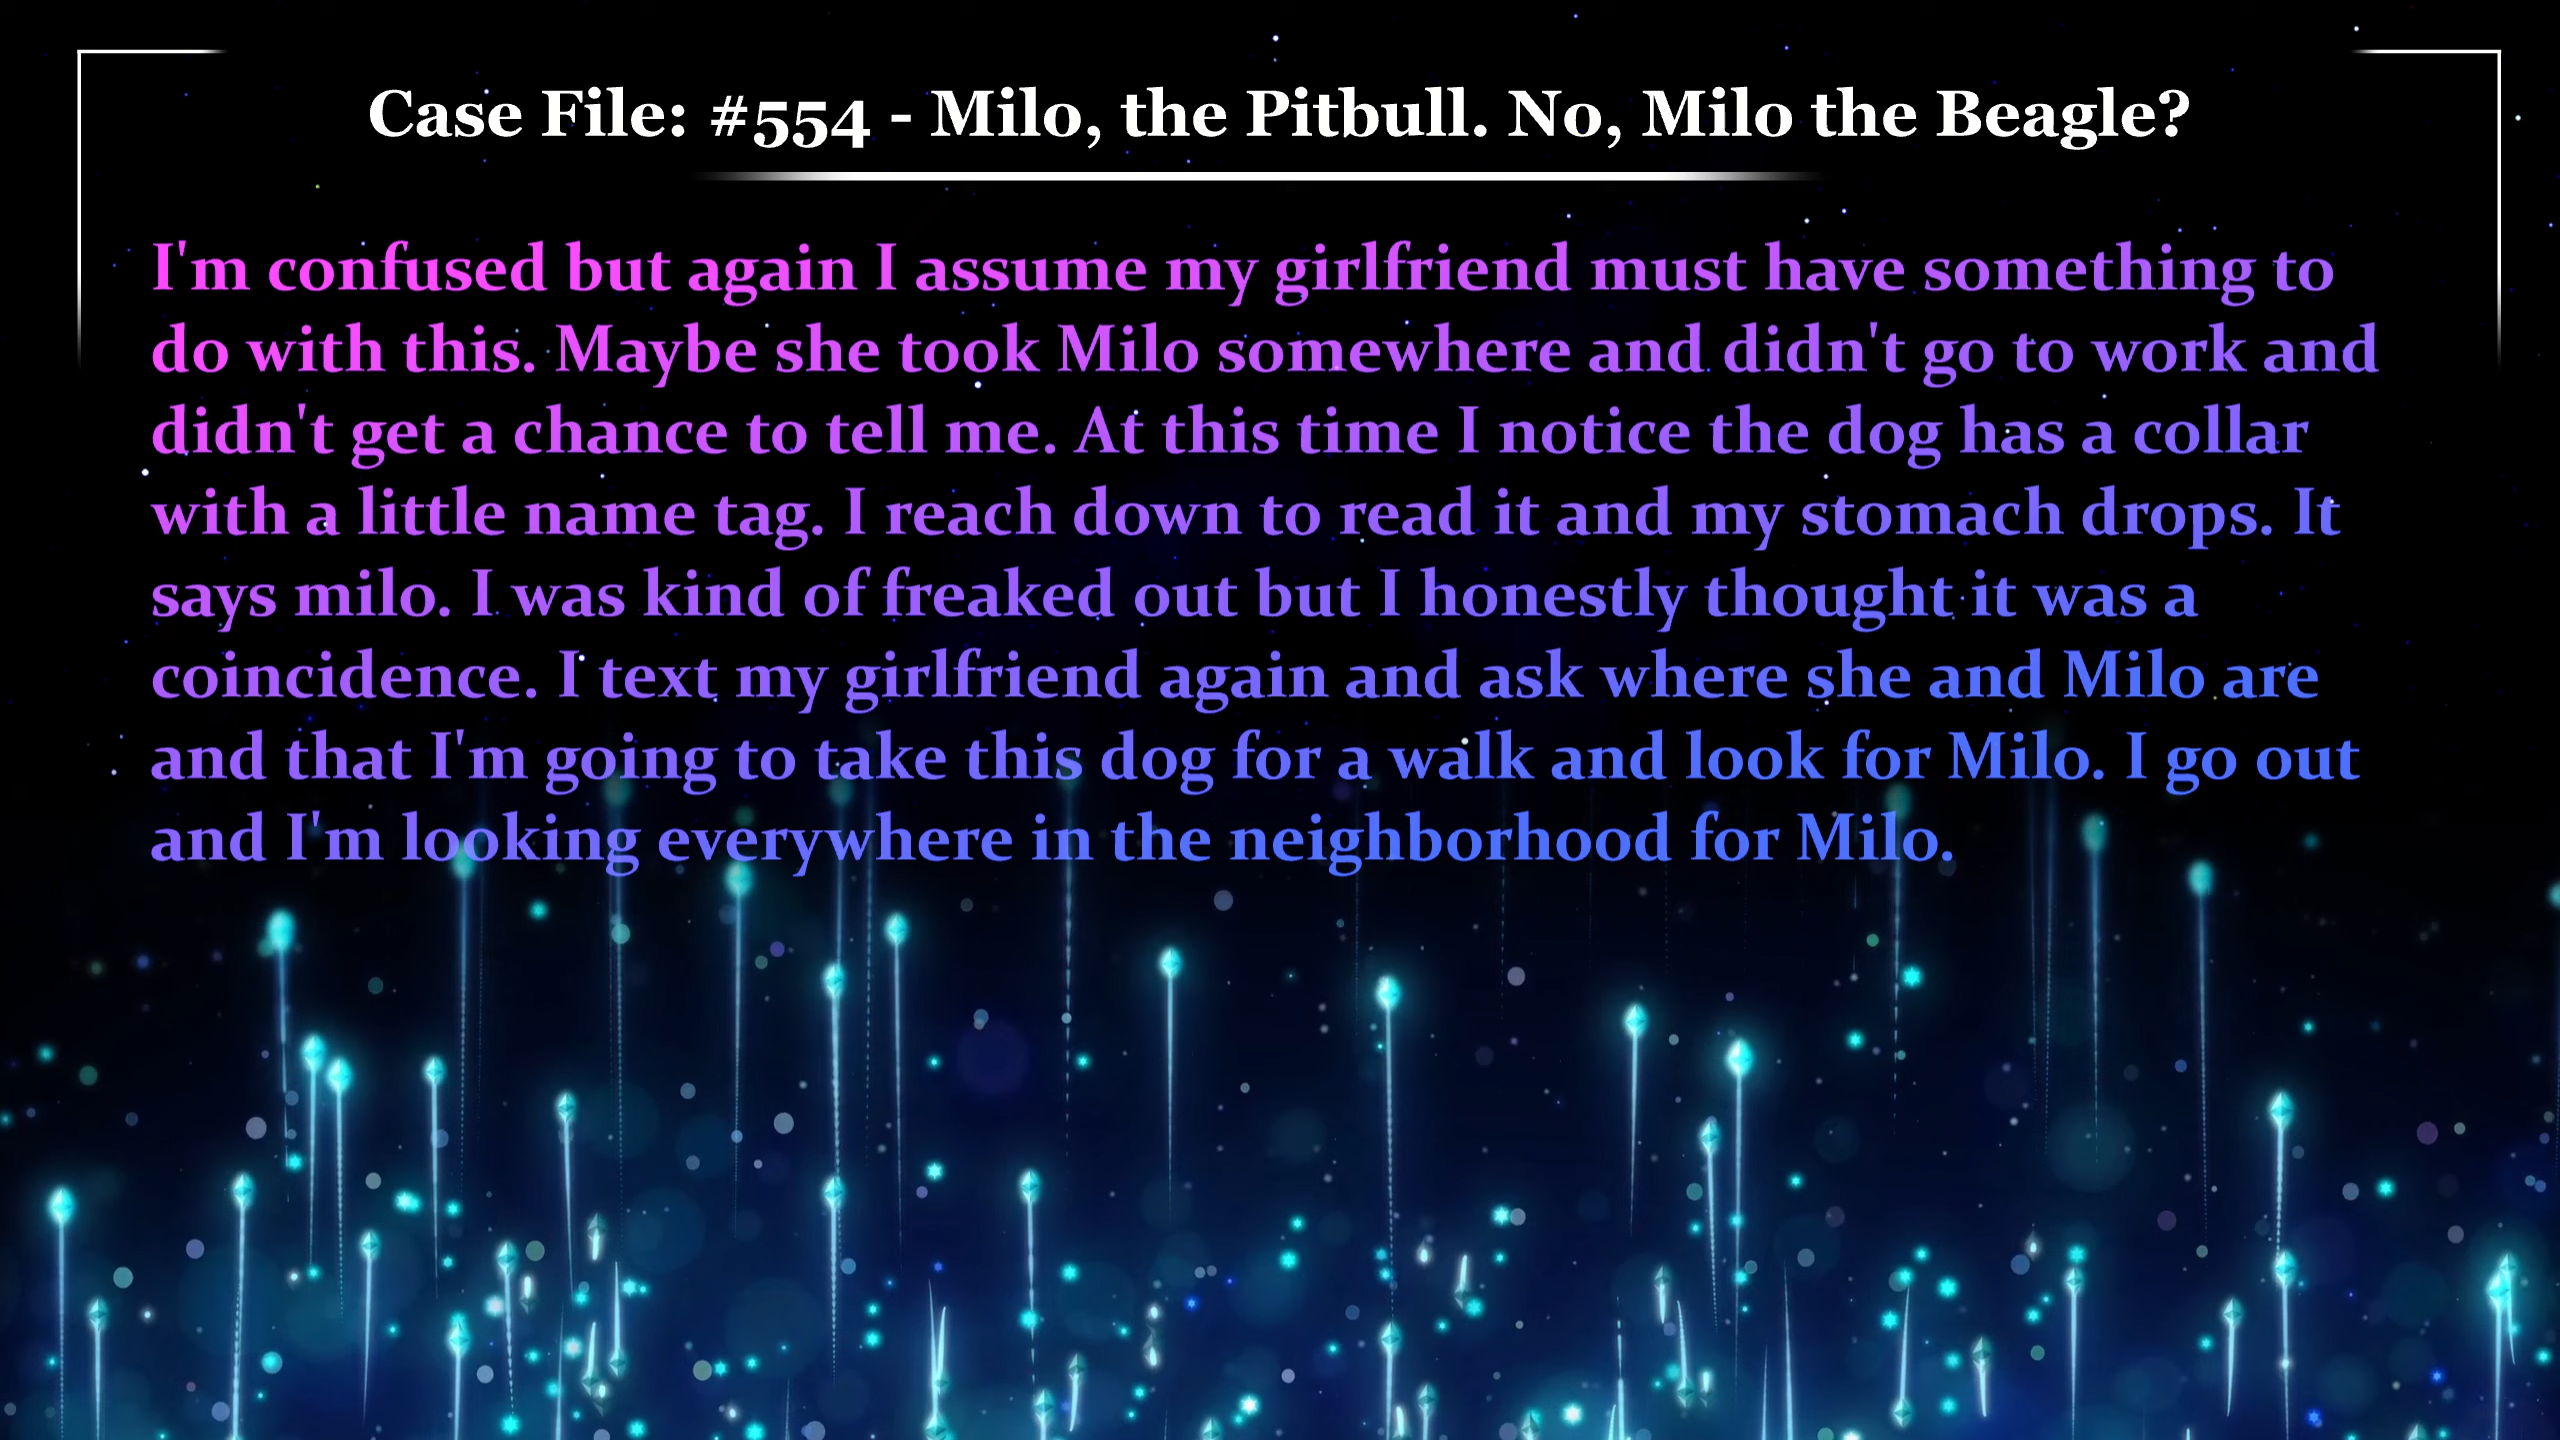 Case File: #554 - Milo, the Pitbull. No, Milo the Beagle?
I'm confused but again I assume my girlfriend must have something to
do with this. Maybe she took Milo somewhere and didn't go to work and
didn't get a chance to tell me. At this time I notice the dog has a collar
with a little name tag. I reach down to read it and my stomach drops. It
says milo. I was kind of freaked out but I honestly thought it was a
coincidence. I text my girlfriend again and ask where she and Milo are
and that I'm going to take this dog for a walk and look for Milo. I go out
and I'm looking everywhere in the neighborhood for Milo.